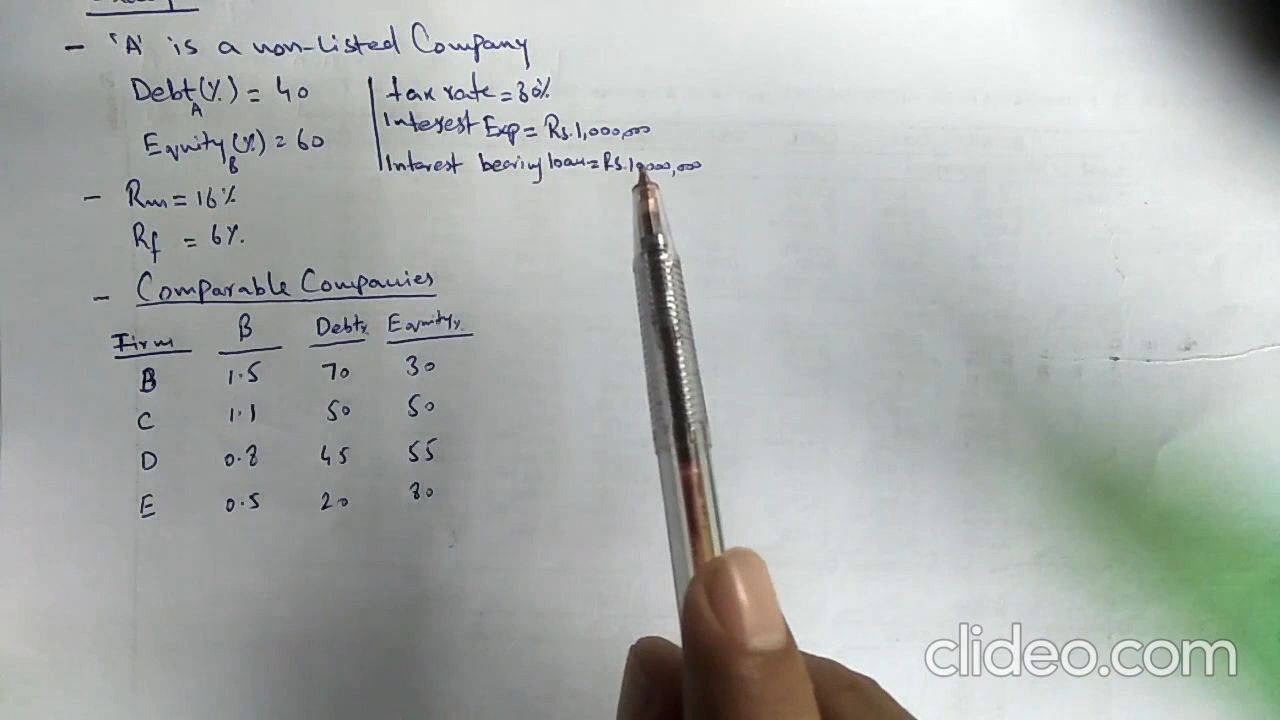 - 'A' is a non-Listed Company
Debt(%) = 40
A
Equity(%) = 60
B
tax rate = 30%
Interest Exp = Rs.1,000,000
Interest bearing loan = Rs.10000,000
- Rm = 16%
Rf = 6%.
- Comparable Companies
Firm B Debt% Equity%
B 1.5 70 30
C 1.1 50 50
D 0.8 45 55
E 0.5 20 80
clideo.com